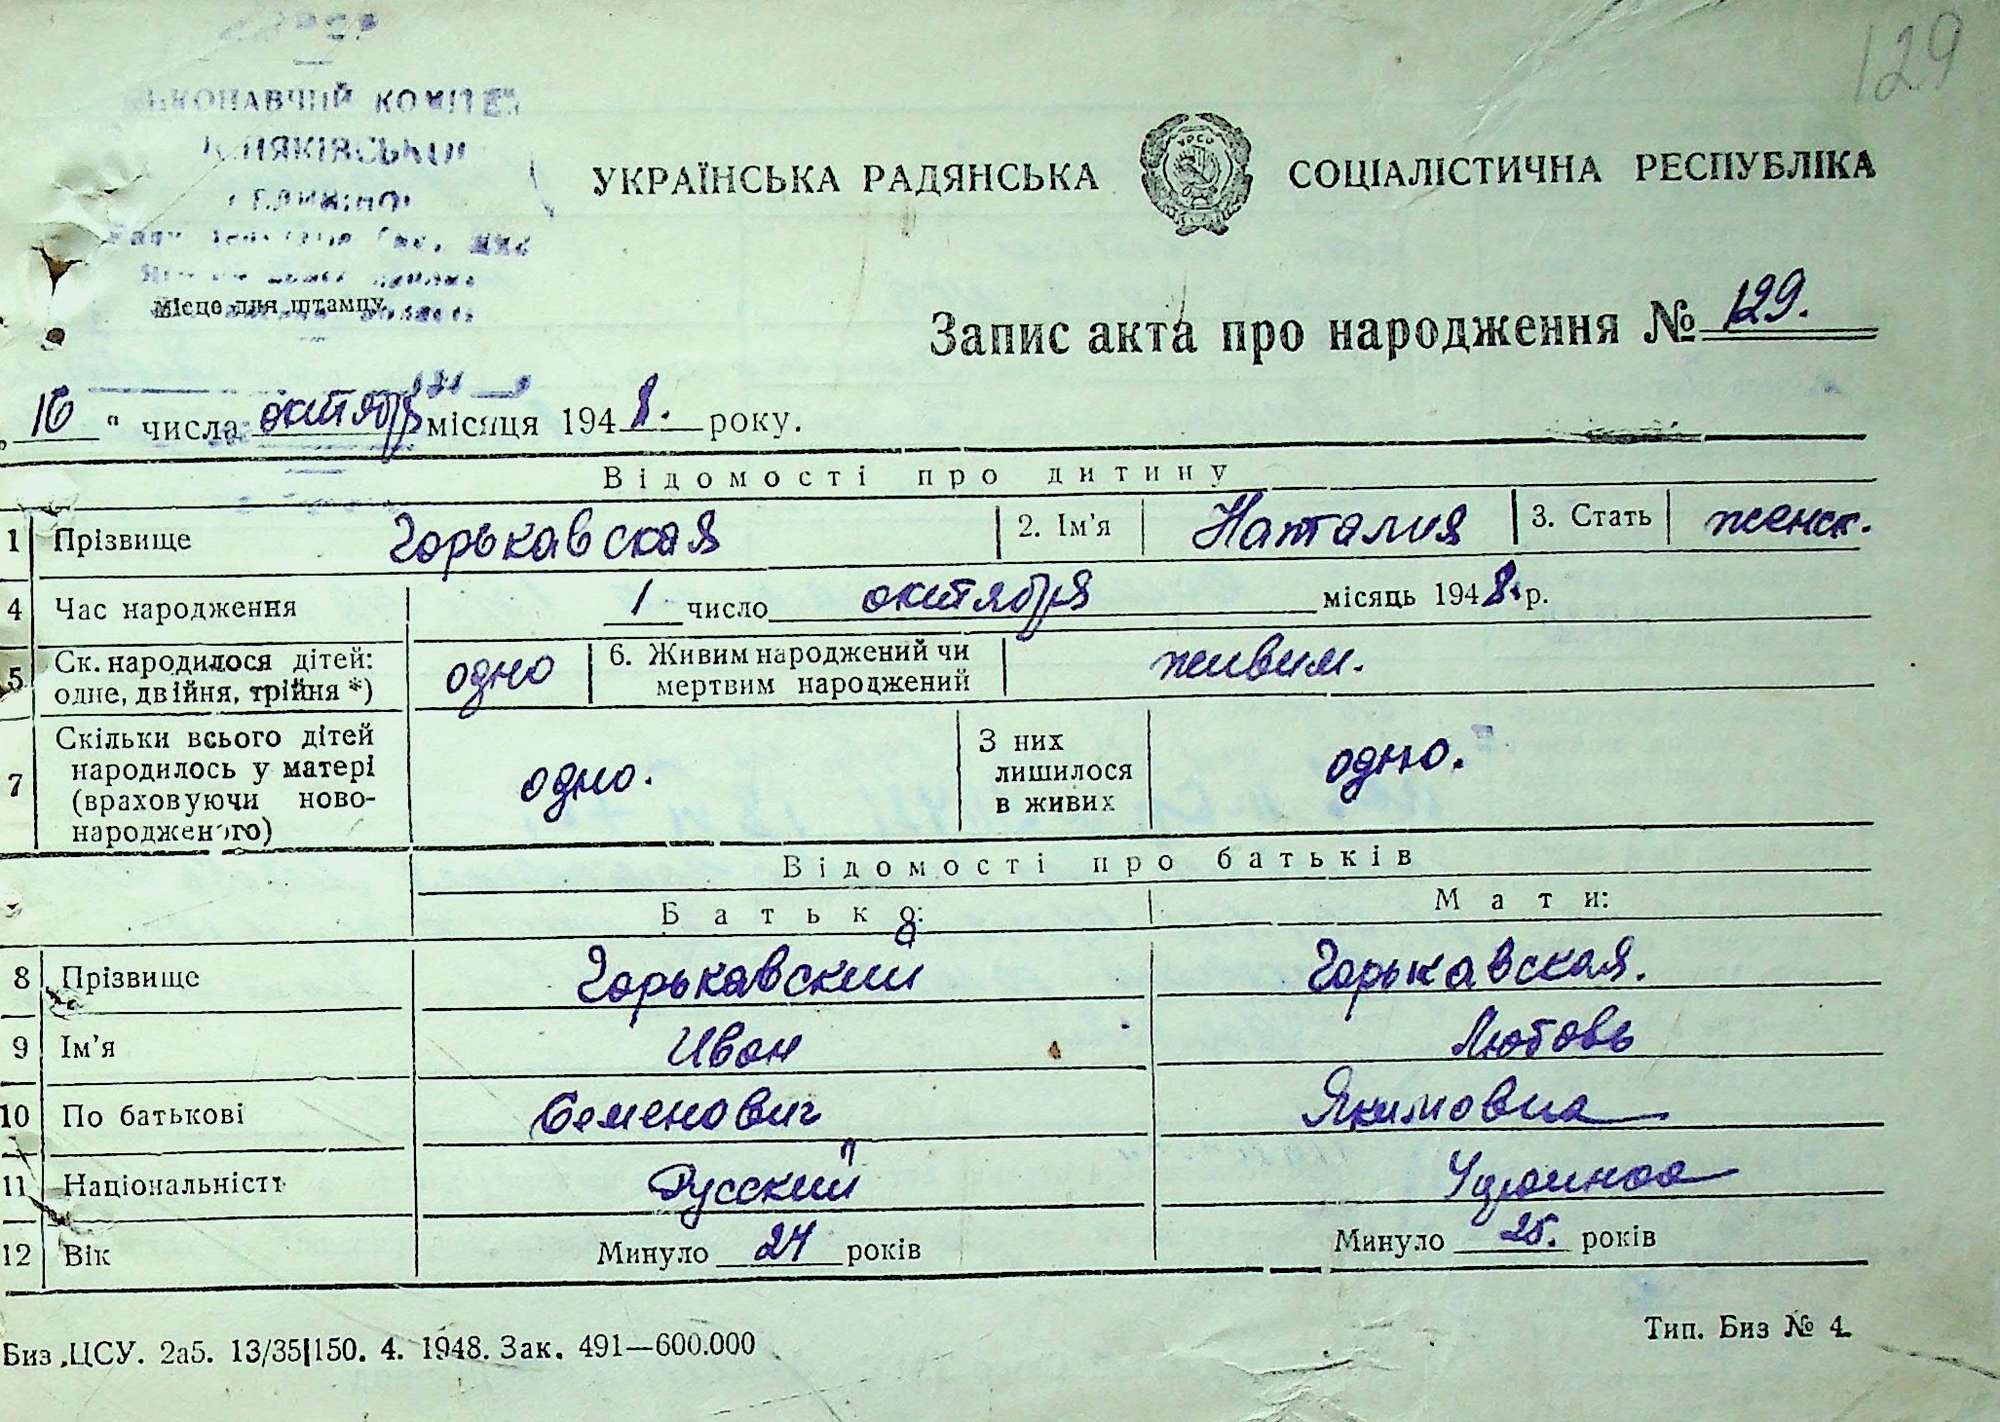 129
КОМІТЕТ
Місце для штампу
УКРАЇНСЬКА РАДЯНСЬКА СОЦІАЛІСТИЧНА РЕСПУБЛІКА
УРСР
Запис акта про народження № 129.
„ 16 “ числа октября місяця 1948. року.
Відомості про дитину
1 Прізвище Горькавская 2. Ім’я Наталия 3. Стать женск.
4 Час народження 1 число октября місяць 1948. р.
5 Ск. народилося дітей: одне, двійня, трійня *) одно 6. Живим народжений чи мертвим народжений живим.
7 Скільки всього дітей народилось у матері (враховуючи ново-народженого) одно. З них лишилося в живих одно.
Відомості про батьків
Батько: Мати:
8 Прізвище Горькавский Горькавская.
9 Ім’я Иван Любовь
10 По батькові Семенович Якимовна
11 Національність Русский
12 Вік Минуло 24 років Минуло 25. років
Биз. ЦСУ. 2а5. 13/35|150. 4. 1948. Зак. 491—600.000
Тип. Биз № 4.